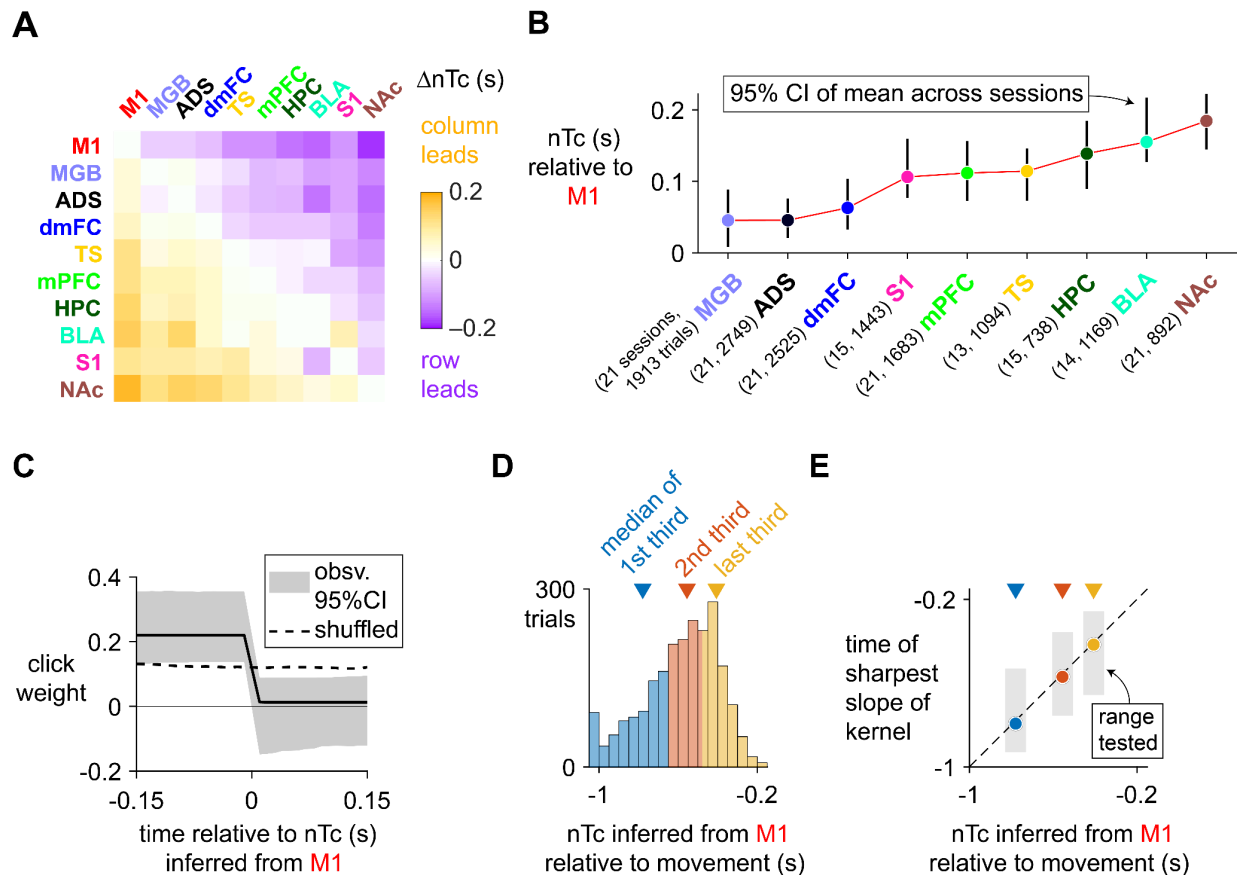 A
M1
MGB
ADS
dmFC
TS
mPFC
HPC
BLA
S1
NAc
ΔnTc (s)
column
leads
0.2
0
–0.2
row
leads
M1
MGB
ADS
dmFC
TS
mPFC
HPC
BLA
S1
NAc
B
95% CI of mean across sessions
nTc (s)
relative to
M1
0.2
0.1
0
(21 sessions,
1913 trials) MGB
(21, 2749) ADS
(21, 2525) dmFC
(15, 1443) S1
(21, 1683) mPFC
(13, 1094) TS
(15, 738) HPC
(14, 1169) BLA
(21, 892) NAc
C
obsv.
95%CI
shuffled
click
weight
0.4
0.2
0
-0.2
-0.15
0
0.15
time relative to nTc (s)
inferred from M1
D
median of
1st third
2nd third
last third
300
trials
0
-1
-0.2
nTc inferred from M1
relative to movement (s)
E
-0.2
time of
sharpest
slope of
kernel
range
tested
-1
-1
-0.2
nTc inferred from M1
relative to movement (s)